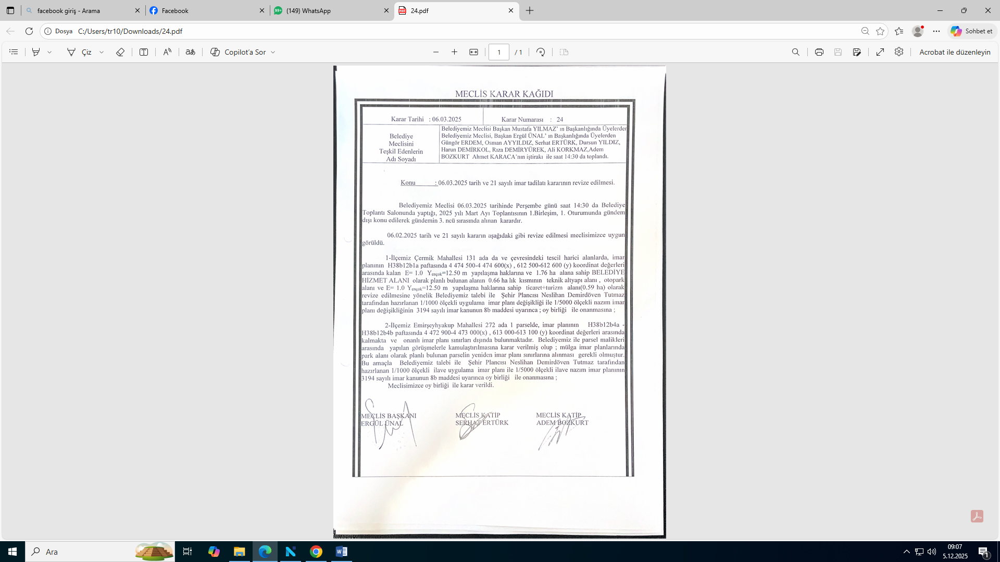 facebook giriş - Arama
Facebook
99+
(149) WhatsApp
PDF
24.pdf
Dosya
C:/Users/tr10/Downloads/24.pdf
Sohbet et
Çiz
aあ
Copilot'a Sor
1
/ 1
Acrobat ile düzenleyin
MECLİS KARAR KAĞIDI
Karar Tarihi : 06.03.2025
Karar Numarası : 24
Belediye
Meclisini
Teşkil Edenlerin
Adı Soyadı
Belediyemiz Meclisi Başkan Mustafa YILMAZ' ın Başkanlığında Üyelerden
Belediyemiz Meclisi, Başkan Ergül ÜNAL' ın Başkanlığında Üyelerden
Güngör ERDEM, Osman AYYILDIZ, Serhat ERTÜRK, Dursun YILDIZ,
Harun DEMİRKOL, Rıza DEMİRYÜREK, Ali KORKMAZ,Adem
BOZKURT Ahmet KARACA'nın iştirakı ile saat 14:30 da toplandı.
Konu : 06.03.2025 tarih ve 21 sayılı imar tadilatı kararının revize edilmesi.
Belediyemiz Meclisi 06.03.2025 tarihinde Perşembe günü saat 14:30 da Belediye
Toplantı Salonunda yaptığı, 2025 yılı Mart Ayı Toplantısının 1.Birleşim, 1. Oturumunda gündem
dışı konu edilerek gündemin 3. ncü sırasında alınan karardır.
06.02.2025 tarih ve 21 sayılı kararın aşağıdaki gibi revize edilmesi meclisimizce uygun
görüldü.
1-İlçemiz Çermik Mahallesi 131 ada da ve çevresindeki tescil harici alanlarda, imar
planının H38b12b1a paftasında 4 474 500-4 474 600(x) , 612 500-612 600 (y) koordinat değerleri
arasında kalan E= 1.0 Yençok=12.50 m yapılaşma haklarına ve 1.76 ha alana sahip BELEDİYE
HİZMET ALANI olarak planlı bulunan alanın 0.66 ha lık kısmının teknik altyapı alanı , otopark
alanı ve E= 1.0 Yençok=12.50 m yapılaşma haklarına sahip ticaret+turizm alanı(0.59 ha) olarak
revize edilmesine yönelik Belediyemiz talebi ile Şehir Plancısı Neslihan Demirdöven Tutmaz
tarafından hazırlanan 1/1000 ölçekli uygulama imar planı değişikliği ile 1/5000 ölçekli nazım imar
planı değişikliğinin 3194 sayılı imar kanunun 8b maddesi uyarınca ; oy birliği ile onanmasına ;
2-İlçemiz Emirşeyhyakup Mahallesi 272 ada 1 parselde, imar planının H38b12b4a -
H38b12b4b paftasında 4 472 900-4 473 000(x) , 613 000-613 100 (y) koordinat değerleri arasında
kalmakta ve onanlı imar planı sınırları dışında bulunmaktadır. Belediyemiz ile parsel malikleri
arasında yapılan görüşmelerle kamulaştırılmasına karar verilmiş olup ; mülga imar planlarında
park alanı olarak planlı bulunan parselin yeniden imar planı sınırlarına alınması gerekli olmuştur.
Bu amaçla Belediyemiz talebi ile Şehir Plancısı Neslihan Demirdöven Tutmaz tarafından
hazırlanan 1/1000 ölçekli ilave uygulama imar planı ile 1/5000 ölçekli ilave nazım imar planının
3194 sayılı imar kanunun 8b maddesi uyarınca oy birliği ile onanmasına ;
Meclisimizce oy birliği ile karar verildi.
MECLİS BAŞKANI
ERGÜL ÜNAL
MECLİS KATİP
SERHAT ERTÜRK
MECLİS KATİP
ADEM BOZKURT
Ara
09:07
5.12.2025
1